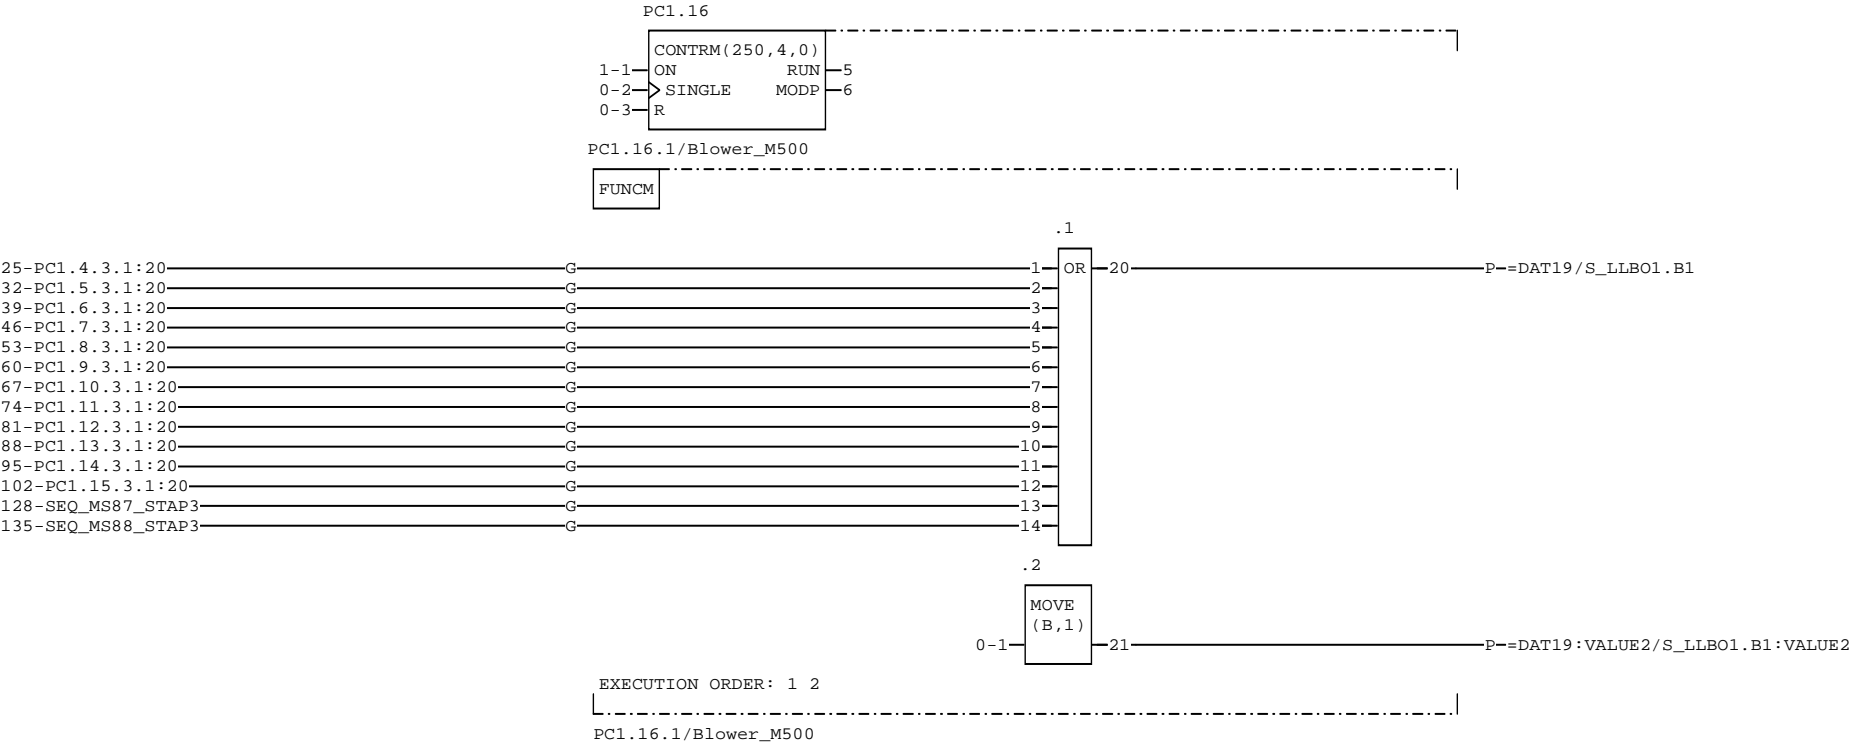 PC1.16
CONTRM(250,4,0)
1-1 ON RUN 5
0-2 SINGLE MODP 6
0-3 R
PC1.16.1/Blower_M500
FUNCM
.1
25-PC1.4.3.1:20 G 1 OR 20 P =DAT19/S_LLBO1.B1
32-PC1.5.3.1:20 G 2
39-PC1.6.3.1:20 G 3
46-PC1.7.3.1:20 G 4
53-PC1.8.3.1:20 G 5
60-PC1.9.3.1:20 G 6
67-PC1.10.3.1:20 G 7
74-PC1.11.3.1:20 G 8
81-PC1.12.3.1:20 G 9
88-PC1.13.3.1:20 G 10
95-PC1.14.3.1:20 G 11
102-PC1.15.3.1:20 G 12
128-SEQ_MS87_STAP3 G 13
135-SEQ_MS88_STAP3 G 14
.2
MOVE
(B,1)
0-1 21 P =DAT19:VALUE2/S_LLBO1.B1:VALUE2
EXECUTION ORDER: 1 2
PC1.16.1/Blower_M500